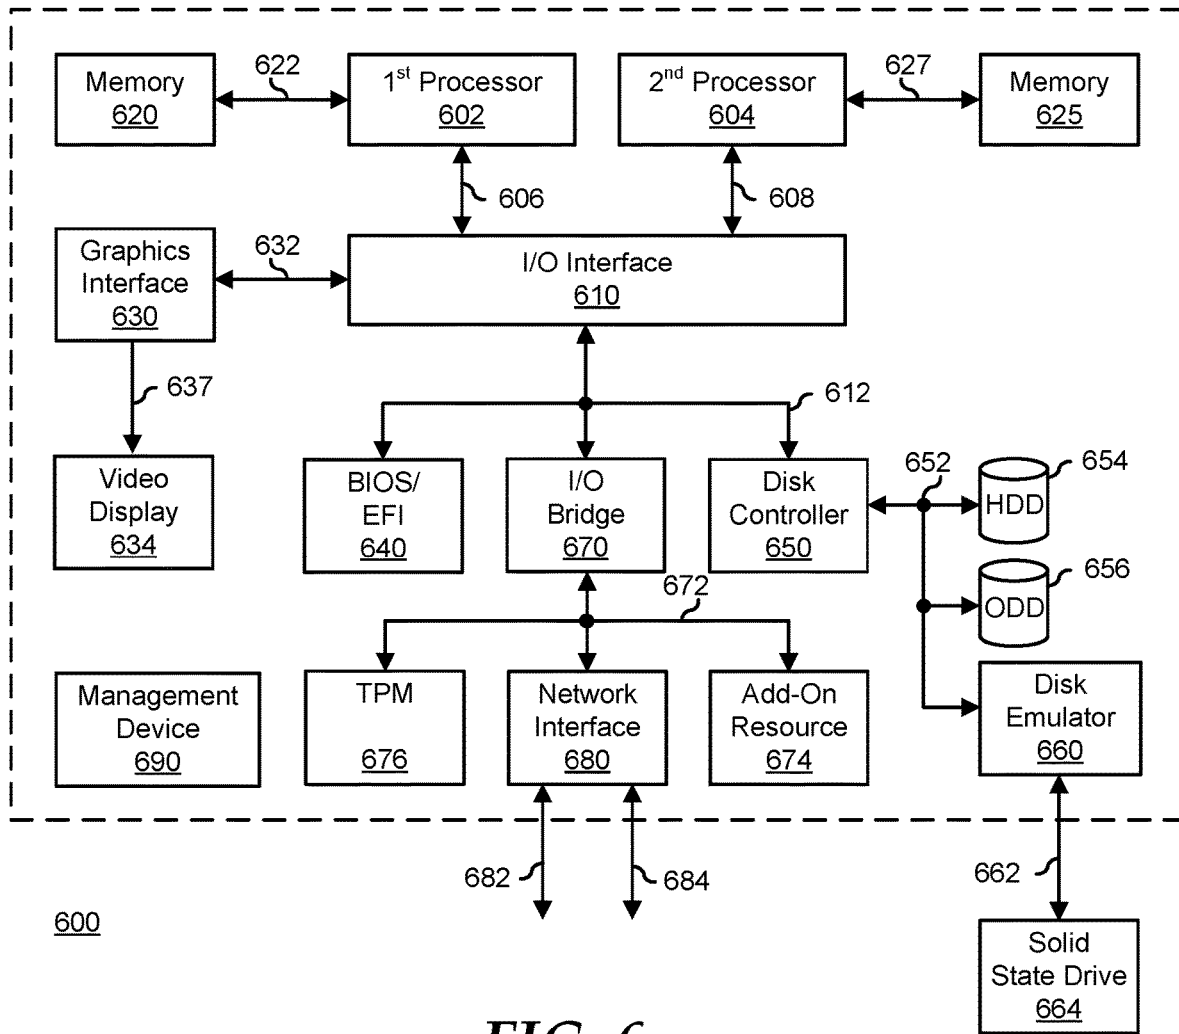 Memory
620
622
1st Processor
602
2nd Processor
604
627
Memory
625
606
608
Graphics
Interface
630
632
I/O Interface
610
637
612
Video
Display
634
BIOS/
EFI
640
I/O
Bridge
670
Disk
Controller
650
652
HDD
654
ODD
656
672
Management
Device
690
TPM
676
Network
Interface
680
Add-On
Resource
674
Disk
Emulator
660
682
684
662
600
Solid
State Drive
664
FIG. 6